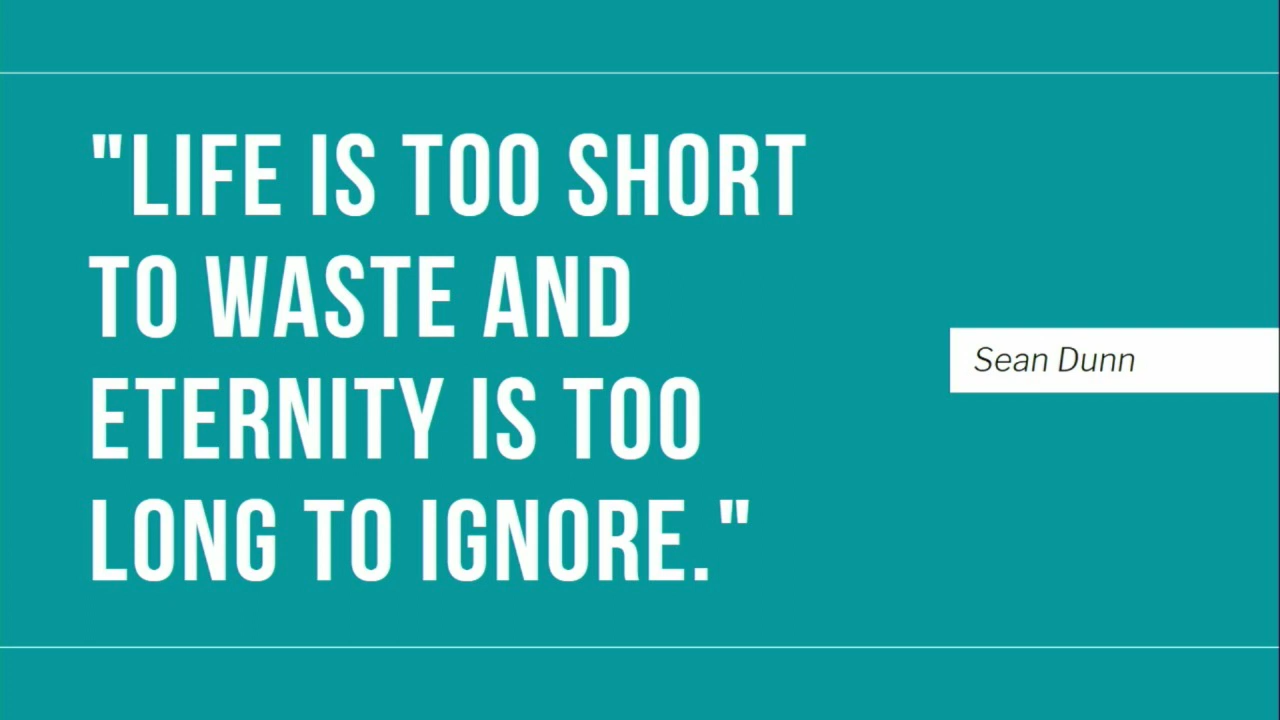 "LIFE IS TOO SHORT
TO WASTE AND
ETERNITY IS TOO
LONG TO IGNORE."
Sean Dunn